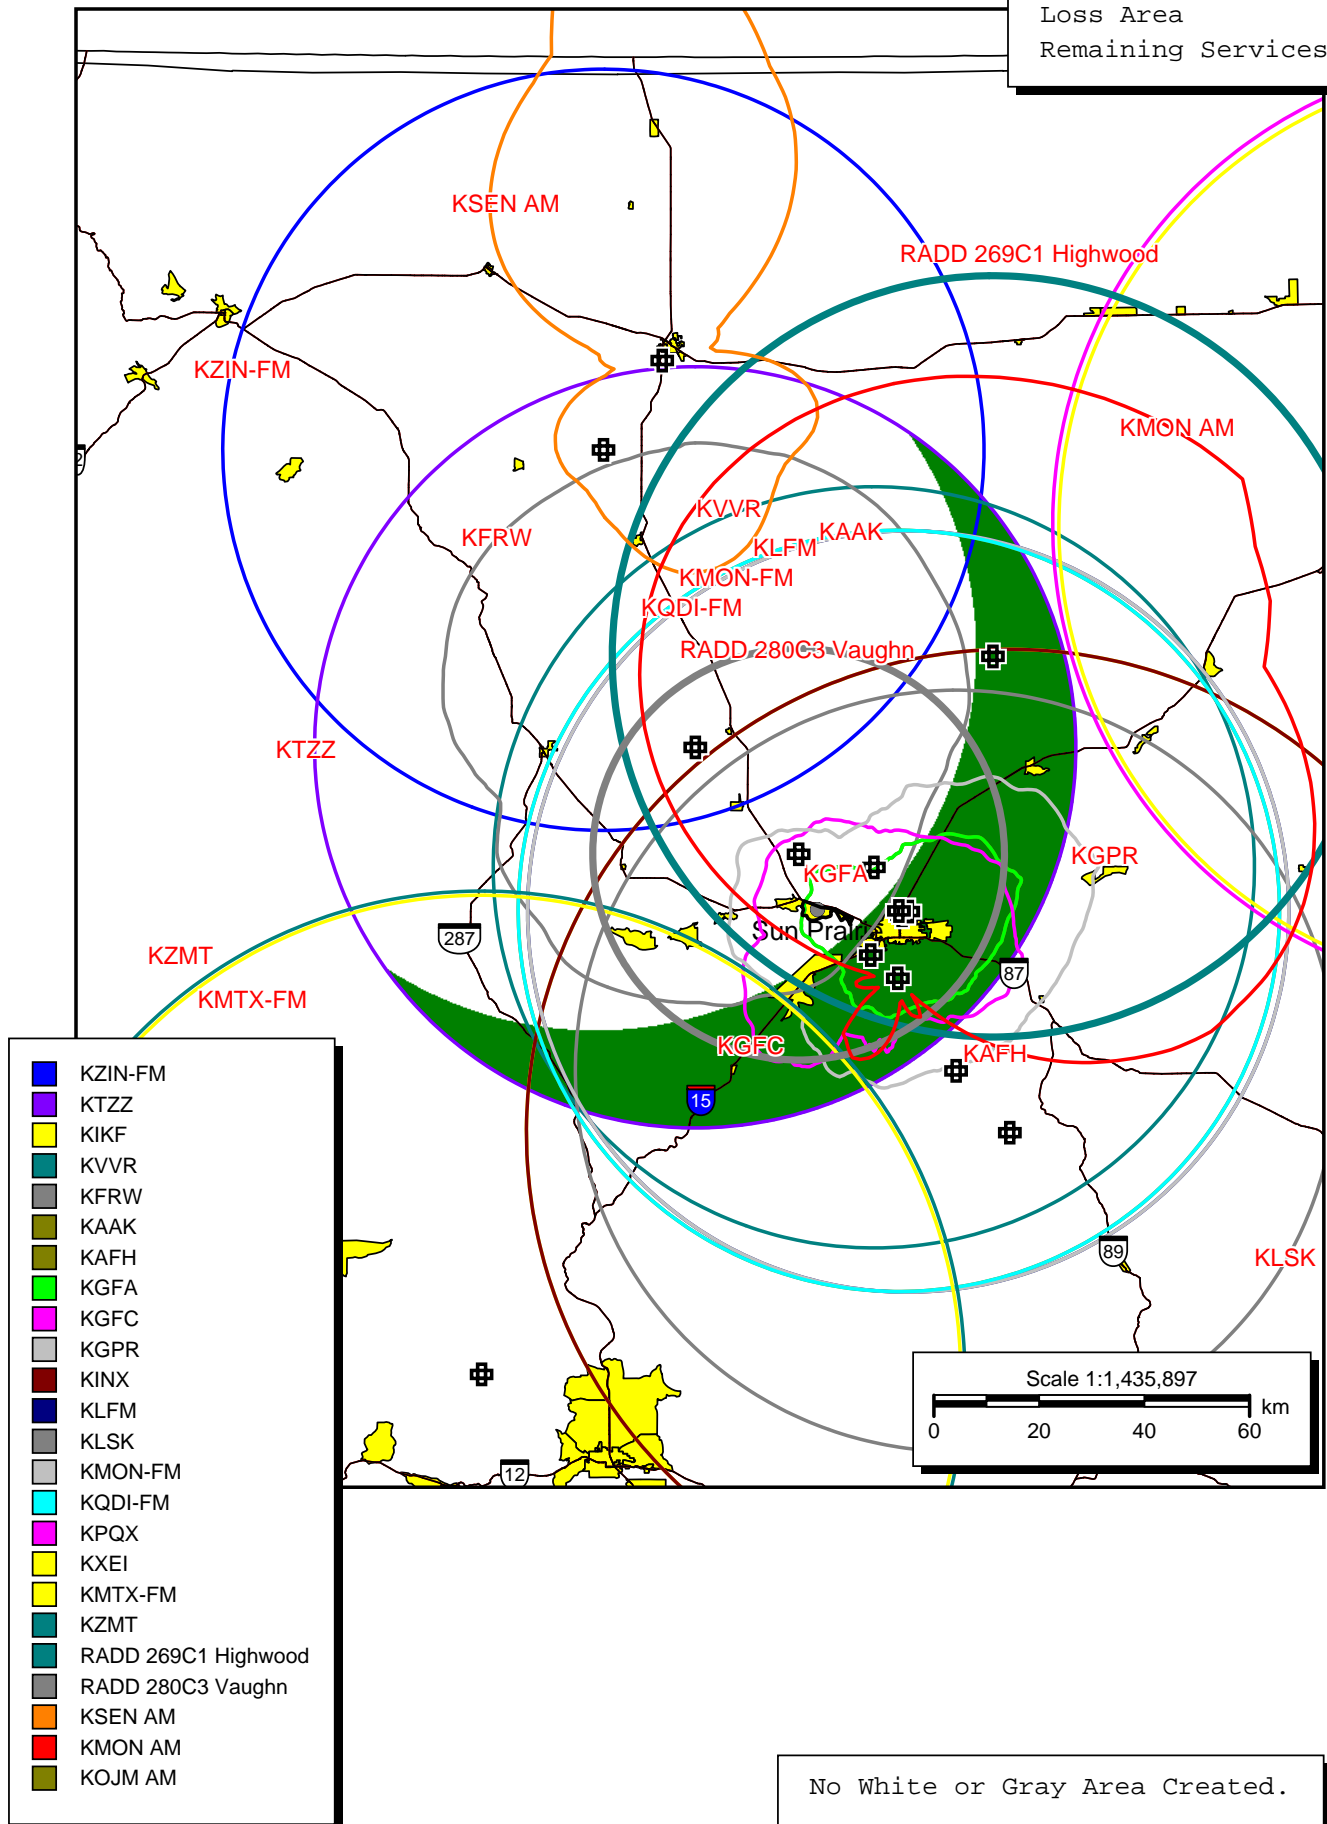 Loss Area
Remaining Services
KSEN AM
RADD 269C1 Highwood
KZIN-FM
KMON AM
2
KVVR
KFRW
KAAK
KLFM
KMON-FM
KQDI-FM
RADD 280C3 Vaughn
KTZZ
KGPR
KGFA
Sun Prairie
287
KZMT
87
KMTX-FM
KGFC
KAFH
15
89
KLSK
12
Scale 1:1,435,897
km
0 20 40 60
KZIN-FM
KTZZ
KIKF
KVVR
KFRW
KAAK
KAFH
KGFA
KGFC
KGPR
KINX
KLFM
KLSK
KMON-FM
KQDI-FM
KPQX
KXEI
KMTX-FM
KZMT
RADD 269C1 Highwood
RADD 280C3 Vaughn
KSEN AM
KMON AM
KOJM AM
No White or Gray Area Created.